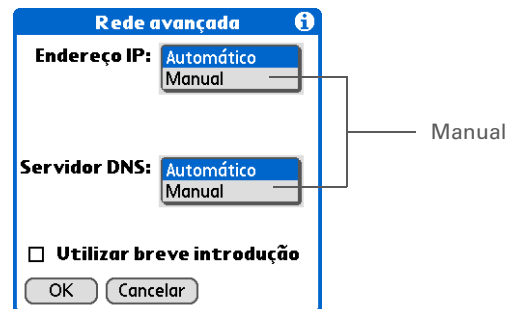 Rede avançada
Endereço IP: Automático
Manual
Manual
Servidor DNS: Automático
Manual
Utilizar breve introdução
OK Cancelar